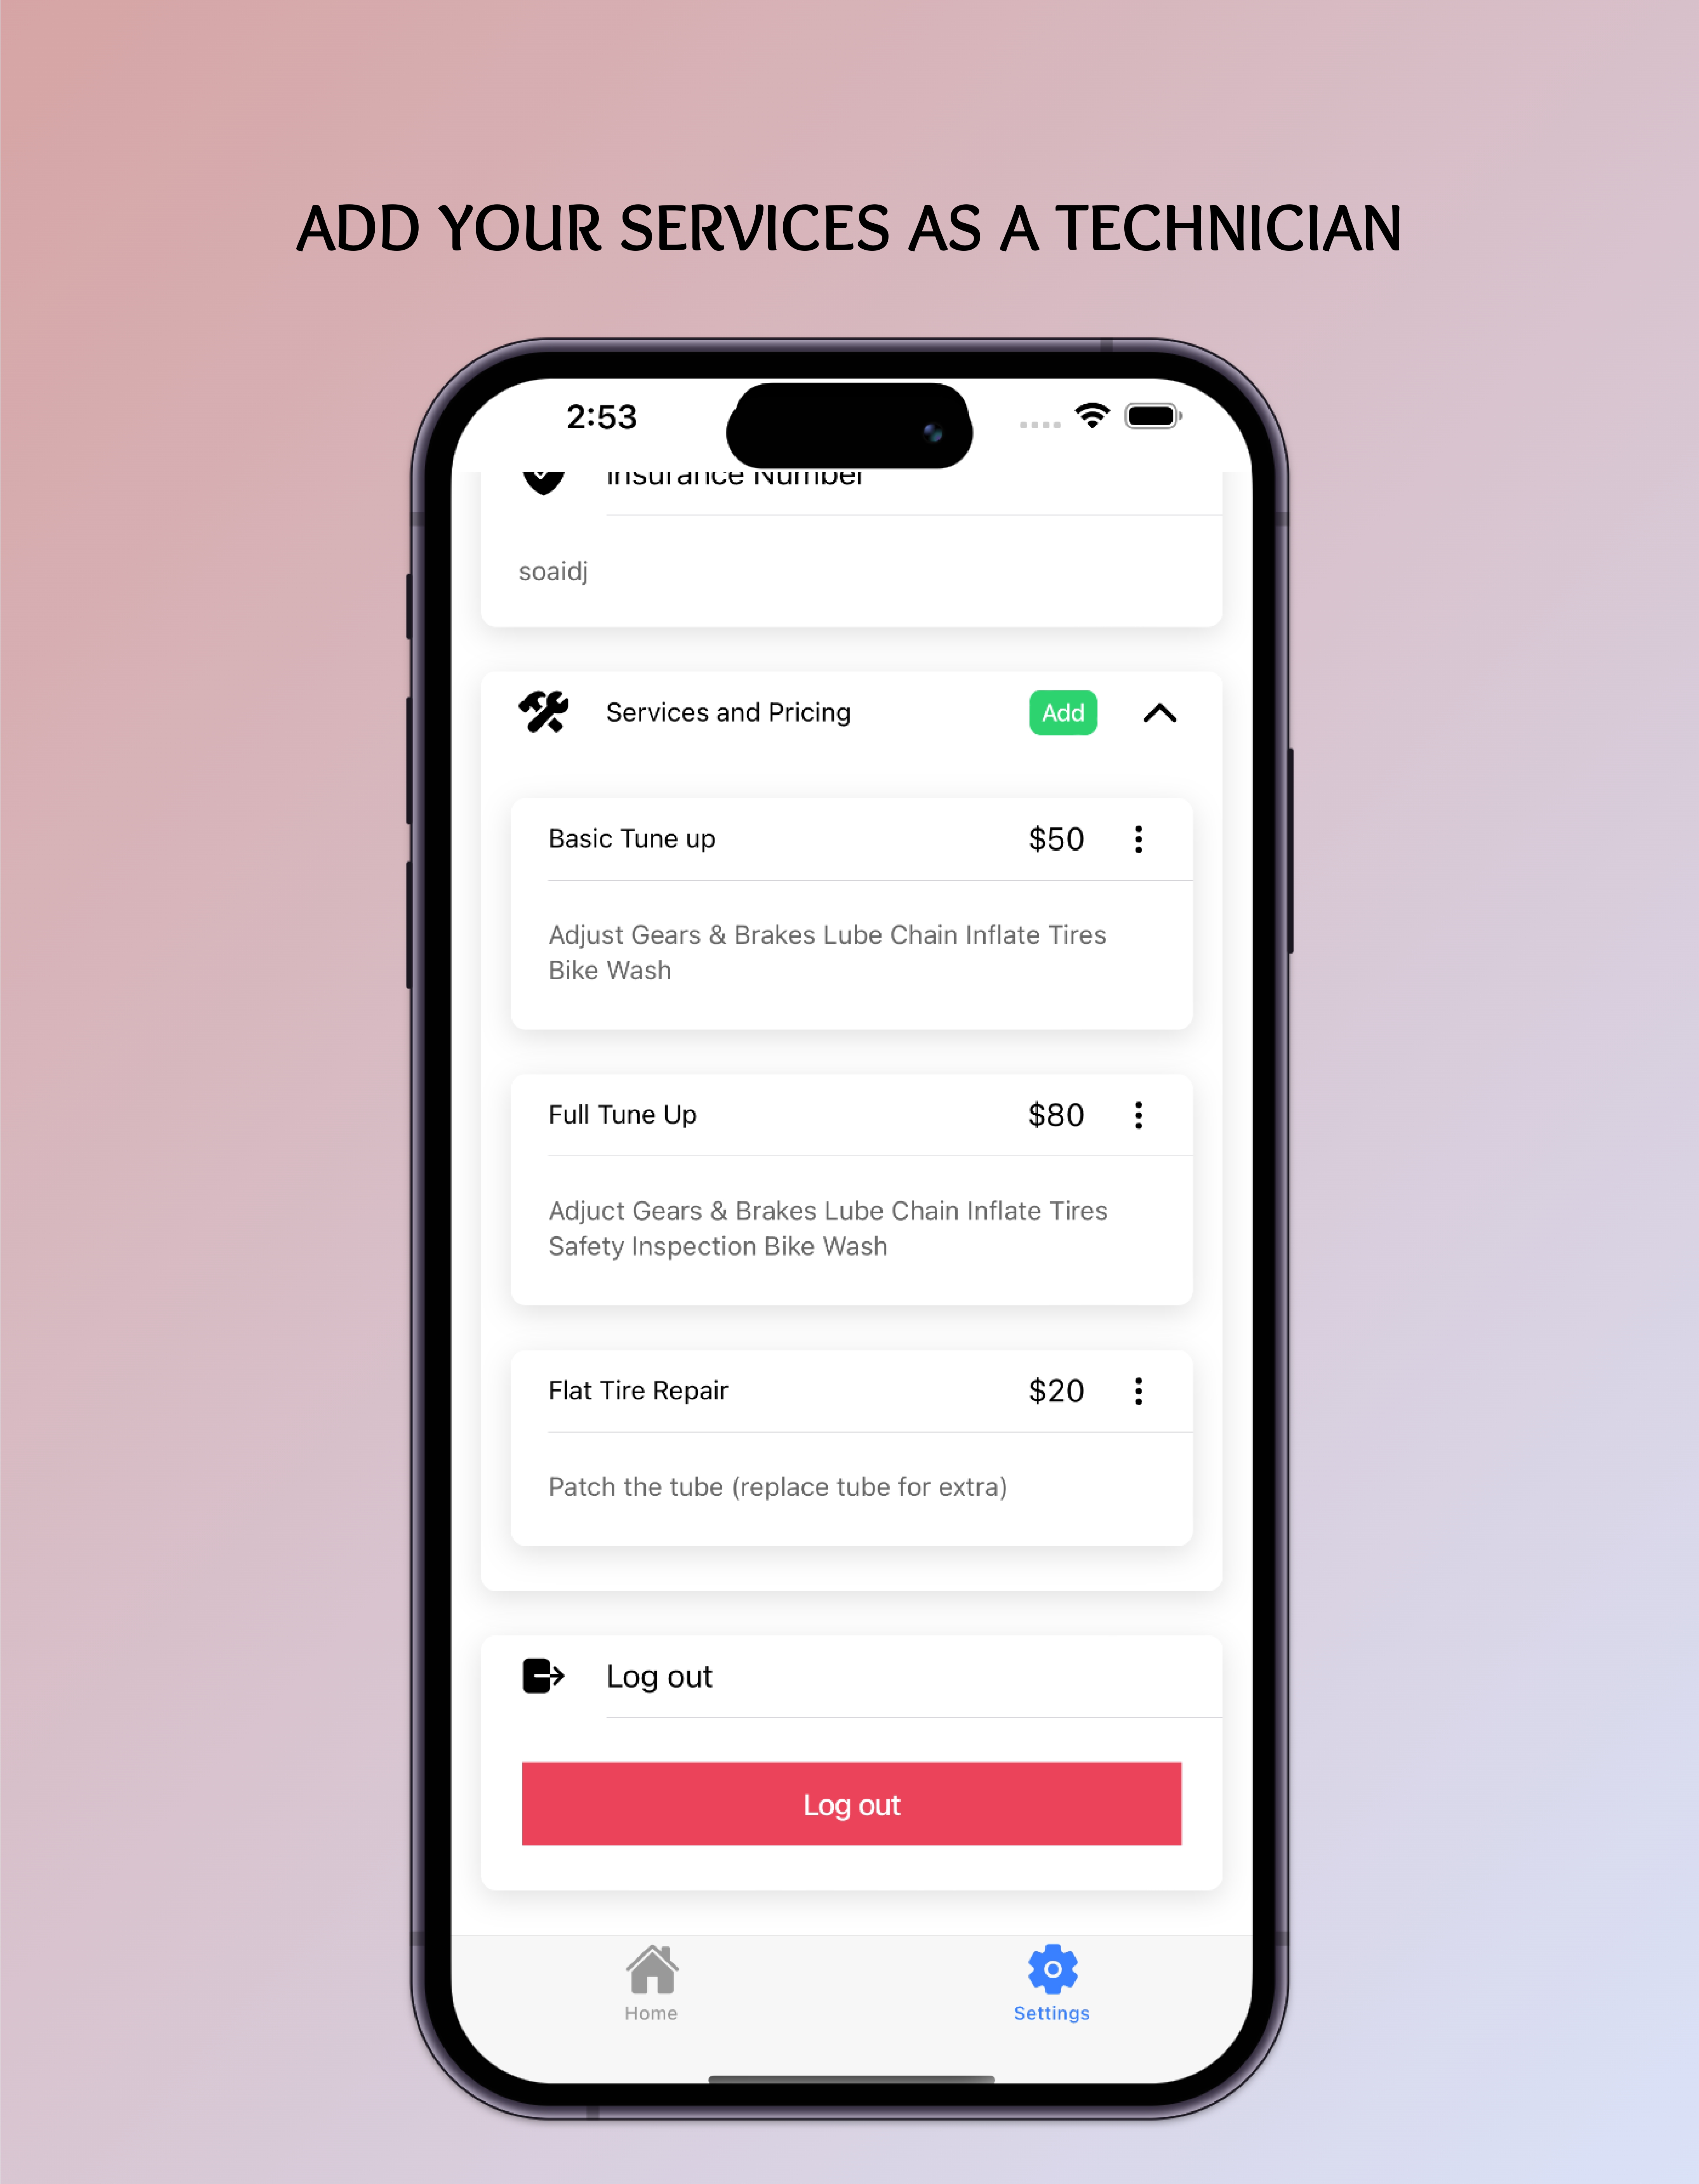 ADD YOUR SERVICES AS A TECHNICIAN
2:53
Insurance Number
soaidj
Services and Pricing
Add
Basic Tune up
$50
Adjust Gears & Brakes Lube Chain Inflate Tires
Bike Wash
Full Tune Up
$80
Adjuct Gears & Brakes Lube Chain Inflate Tires
Safety Inspection Bike Wash
Flat Tire Repair
$20
Patch the tube (replace tube for extra)
Log out
Log out
Home
Settings